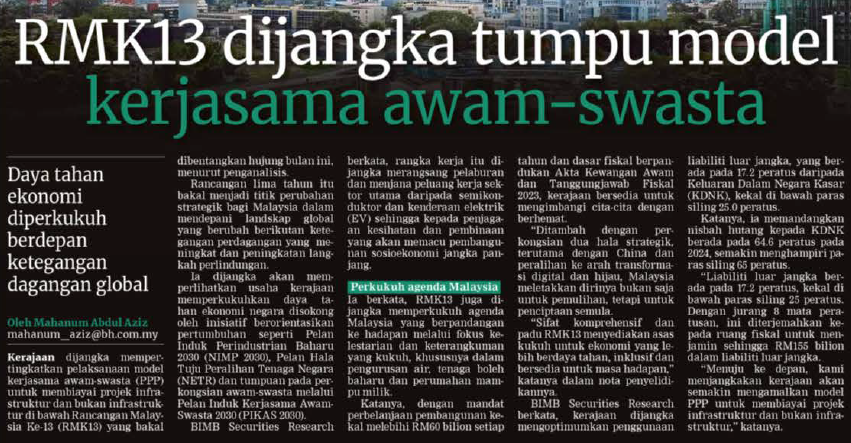 RMK13 dijangka tumpu model
kerjasama awam-swasta
Daya tahan
ekonomi
diperkukuh
berdepan
ketegangan
dagangan global
Oleh Mahanum Abdul Aziz
mahanum_aziz@bh.com.my
Kerajaan dijangka memper-
tingkatkan pelaksanaan model
kerjasama awam-swasta (PPP)
untuk membiayai projek infra-
struktur dan bukan infrastruk-
tur di bawah Rancangan Malay-
sia Ke-13 (RMK13) yang bakal
dibentangkan hujung bulan ini,
menurut penganalisis.
Rancangan lima tahun itu
bakal menjadi titik perubahan
strategik bagi Malaysia dalam
mendepani landskap global
yang berubah berikutan kete-
gangan perdagangan yang me-
ningkat dan peningkatan lang-
kah perlindungan.
Ia dijangka akan mem-
perlihatkan usaha kerajaan
memperkukuhkan daya ta-
han ekonomi negara disokong
oleh inisiatif berorientasikan
pertumbuhan seperti Pelan
Induk Perindustrian Baharu
2030 (NIMP 2030), Pelan Hala
Tuju Peralihan Tenaga Negara
(NETR) dan tumpuan pada per-
kongsian awam-swasta melalui
Pelan Induk Kerjasama Awam-
Swasta 2030 (PIKAS 2030).
BIMB Securities Research
berkata, rangka kerja itu di-
jangka merangsang pelaburan
dan menjana peluang kerja sek-
tor utama daripada semikon-
duktor dan kenderaan elektrik
(EV) sehingga kepada penjaga-
an kesihatan dan pembinaan
yang akan memacu pembangu-
nan sosioekonomi jangka pan-
jang.
Perkukuh agenda Malaysia
Ia berkata, RMK13 juga di-
jangka memperkukuh agenda
Malaysia yang berpandangan
ke hadapan melalui fokus ke-
lestarian dan keterangkuman
yang kukuh, khususnya dalam
pengurusan air, tenaga boleh
baharu dan perumahan mam-
pu milik.
Katanya, dengan mandat
perbelanjaan pembangunan ke-
kal melebihi RM60 bilion setiap
tahun dan dasar fiskal berpan-
dukan Akta Kewangan Awam
dan Tanggungjawab Fiskal
2023, kerajaan bersedia untuk
mengimbangi cita-cita dengan
berhemat.
"Ditambah dengan per-
kongsian dua hala strategik,
terutama dengan China dan
peralihan ke arah transforma-
si digital dan hijau, Malaysia
meletakkan dirinya bukan saja
untuk pemulihan, tetapi untuk
penciptaan semula.
"Sifat komprehensif dan
padu RMK13 menyediakan asas
kukuh untuk ekonomi yang le-
bih berdaya tahan, inklusif dan
bersedia untuk masa hadapan,"
katanya dalam nota penyelidi-
kannya.
BIMB Securities Research
berkata, kerajaan dijangka
mengoptimumkan penggunaan
liabiliti luar jangka, yang ber-
ada pada 17.2 peratus daripada
Keluaran Dalam Negara Kasar
(KDNK), kekal di bawah paras
siling 25.0 peratus.
Katanya, ia memandangkan
nisbah hutang kepada KDNK
berada pada 64.6 peratus pada
2024, semakin menghampiri pa-
ras siling 65 peratus.
"Liabiliti luar jangka ber-
ada pada 17.2 peratus, kekal di
bawah paras siling 25 peratus.
Dengan jurang 8 mata pera-
tusan, ini diterjemahkan ke-
pada ruang fiskal untuk men-
jamin sehingga RM155 bilion
dalam liabiliti luar jangka.
"Menuju ke depan, kami
menjangkakan kerajaan akan
semakin mengamalkan model
PPP untuk membiayai projek
infrastruktur dan bukan infra-
struktur," katanya.